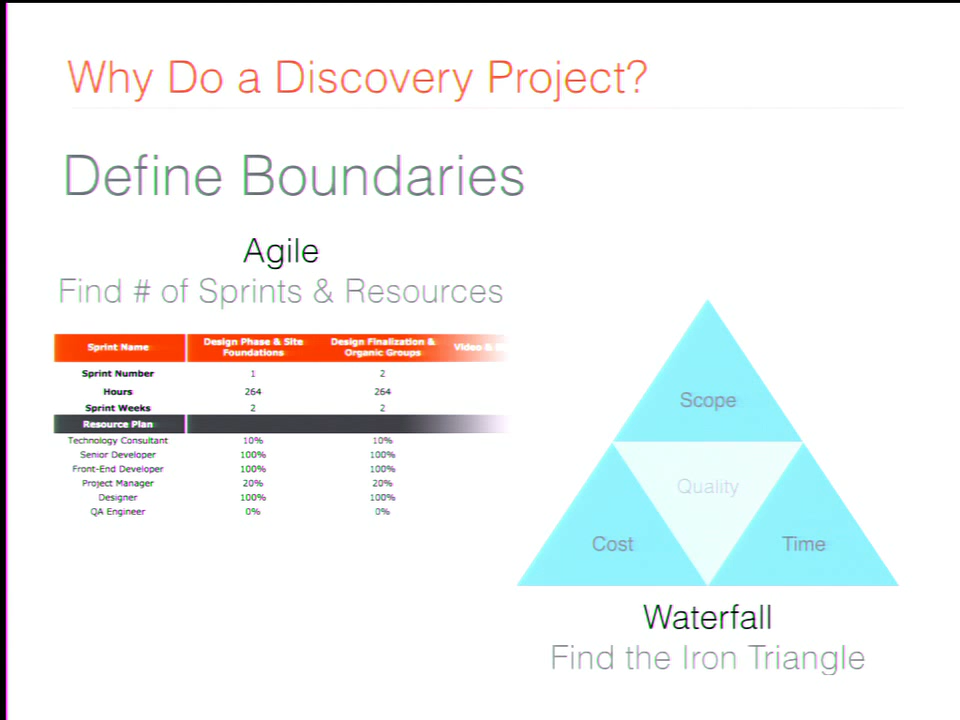 Why Do a Discovery Project?
Define Boundaries
Agile
Find # of Sprints & Resources
Sprint Name Design Phase & Site Foundations Design Finalization & Organic Groups Video &
Sprint Number 1 2
Hours 264 264
Sprint Weeks 2 2
Resource Plan
Technology Consultant 10% 10%
Senior Developer 100% 100%
Front-End Developer 100% 100%
Project Manager 20% 20%
Designer 100% 100%
QA Engineer 0% 0%
Scope
Quality
Cost
Time
Waterfall
Find the Iron Triangle